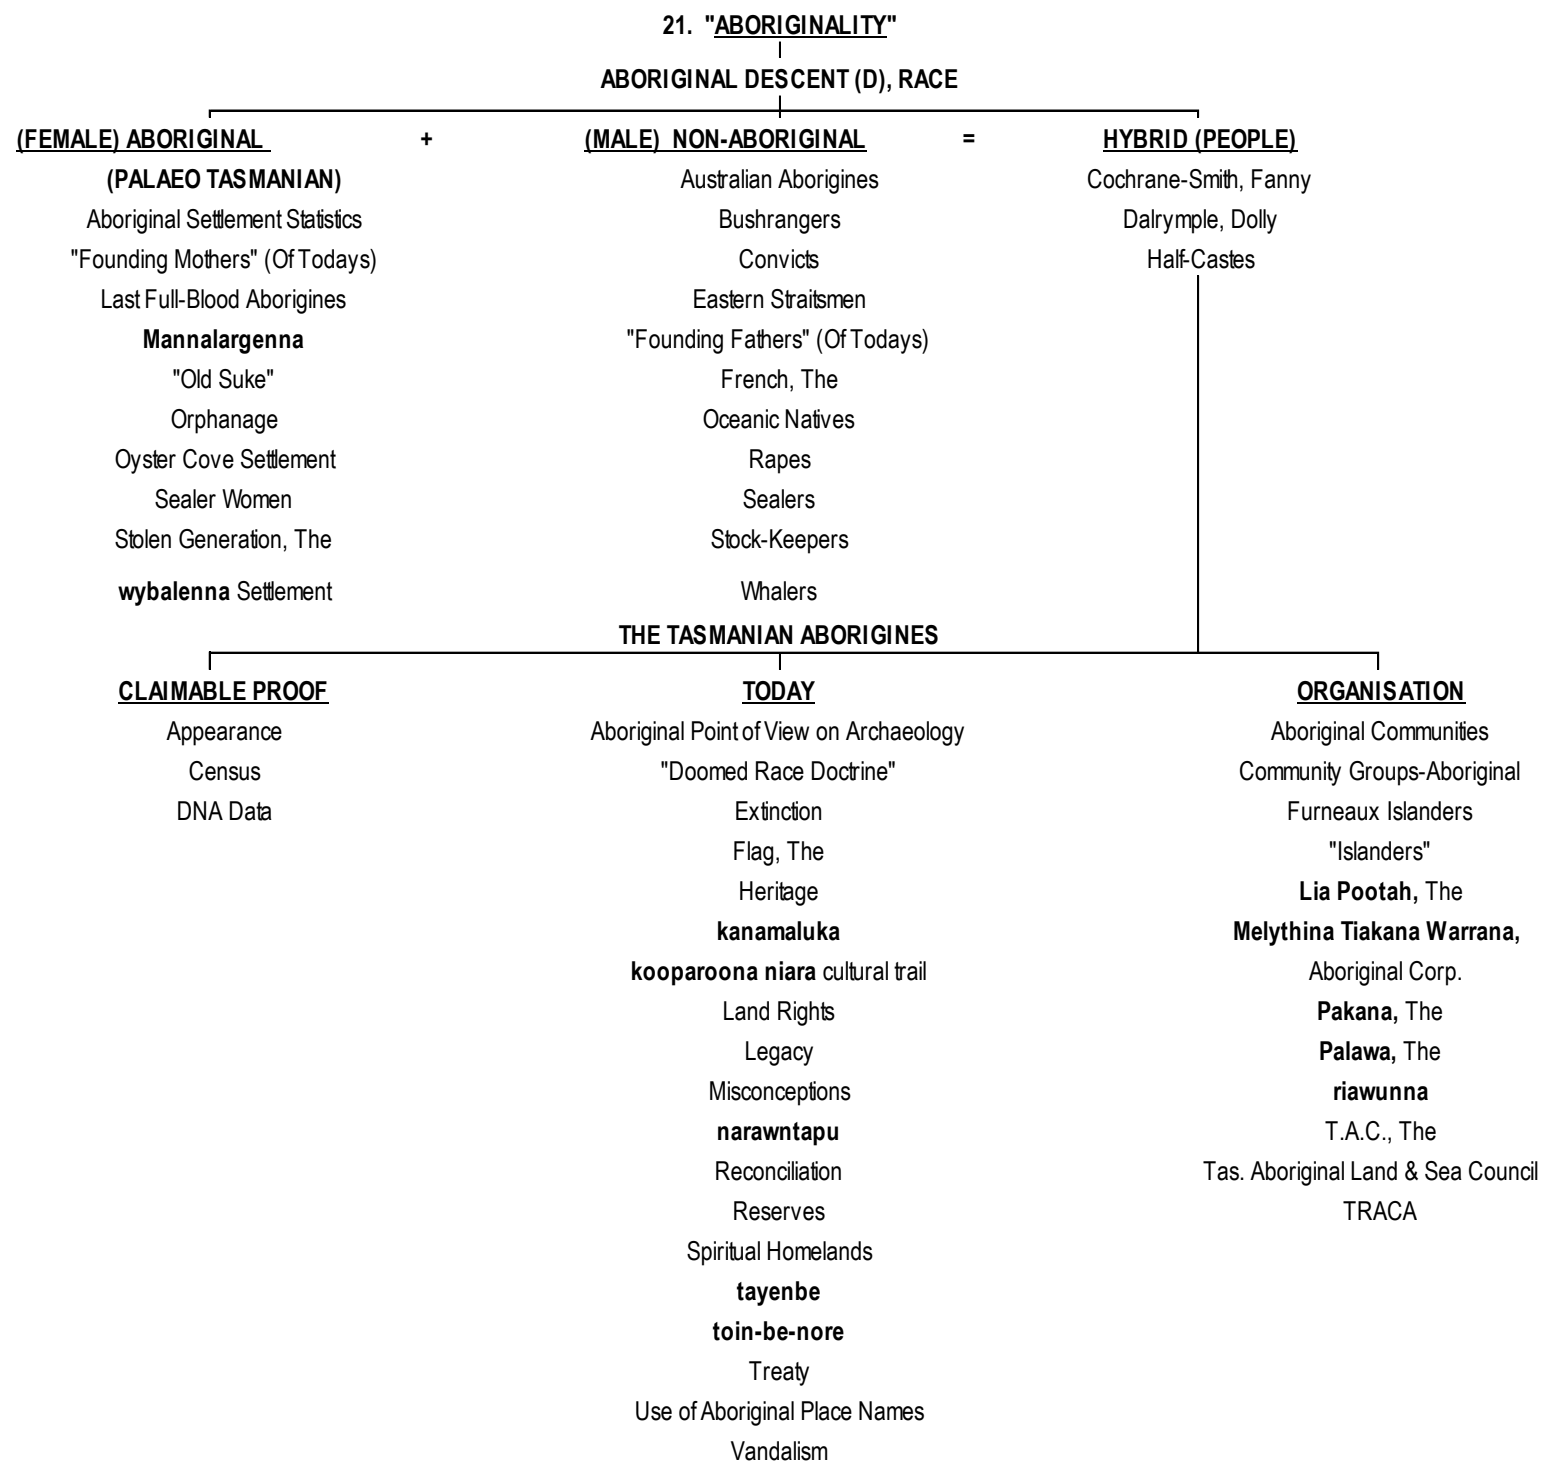 21. "ABORIGINALITY"
ABORIGINAL DESCENT (D), RACE
(FEMALE) ABORIGINAL + (MALE) NON-ABORIGINAL = HYBRID (PEOPLE)
(PALAEO TASMANIAN)
Aboriginal Settlement Statistics
"Founding Mothers" (Of Todays)
Last Full-Blood Aborigines
Mannalargenna
"Old Suke"
Orphanage
Oyster Cove Settlement
Sealer Women
Stolen Generation, The
wybalenna Settlement
Australian Aborigines
Bushrangers
Convicts
Eastern Straitsmen
"Founding Fathers" (Of Todays)
French, The
Oceanic Natives
Rapes
Sealers
Stock-Keepers
Whalers
Cochrane-Smith, Fanny
Dalrymple, Dolly
Half-Castes
THE TASMANIAN ABORIGINES
CLAIMABLE PROOF
Appearance
Census
DNA Data
TODAY
Aboriginal Point of View on Archaeology
"Doomed Race Doctrine"
Extinction
Flag, The
Heritage
kanamaluka
kooparoona niara cultural trail
Land Rights
Legacy
Misconceptions
narawntapu
Reconciliation
Reserves
Spiritual Homelands
tayenbe
toin-be-nore
Treaty
Use of Aboriginal Place Names
Vandalism
ORGANISATION
Aboriginal Communities
Community Groups-Aboriginal
Furneaux Islanders
"Islanders"
Lia Pootah, The
Melythina Tiakana Warrana,
Aboriginal Corp.
Pakana, The
Palawa, The
riawunna
T.A.C., The
Tas. Aboriginal Land & Sea Council
TRACA